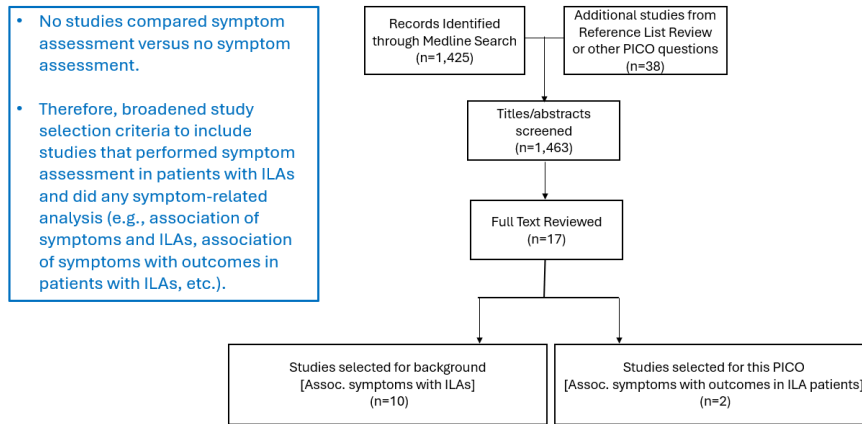 • No studies compared symptom
assessment versus no symptom
assessment.
• Therefore, broadened study
selection criteria to include
studies that performed symptom
assessment in patients with ILAs
and did any symptom-related
analysis (e.g., association of
symptoms and ILAs, association
of symptoms with outcomes in
patients with ILAs, etc.).
Records Identified
through Medline Search
(n=1,425)
Additional studies from
Reference List Review
or other PICO questions
(n=38)
Titles/abstracts
screened
(n=1,463)
Full Text Reviewed
(n=17)
Studies selected for background
[Assoc. symptoms with ILAs]
(n=10)
Studies selected for this PICO
[Assoc. symptoms with outcomes in ILA patients]
(n=2)